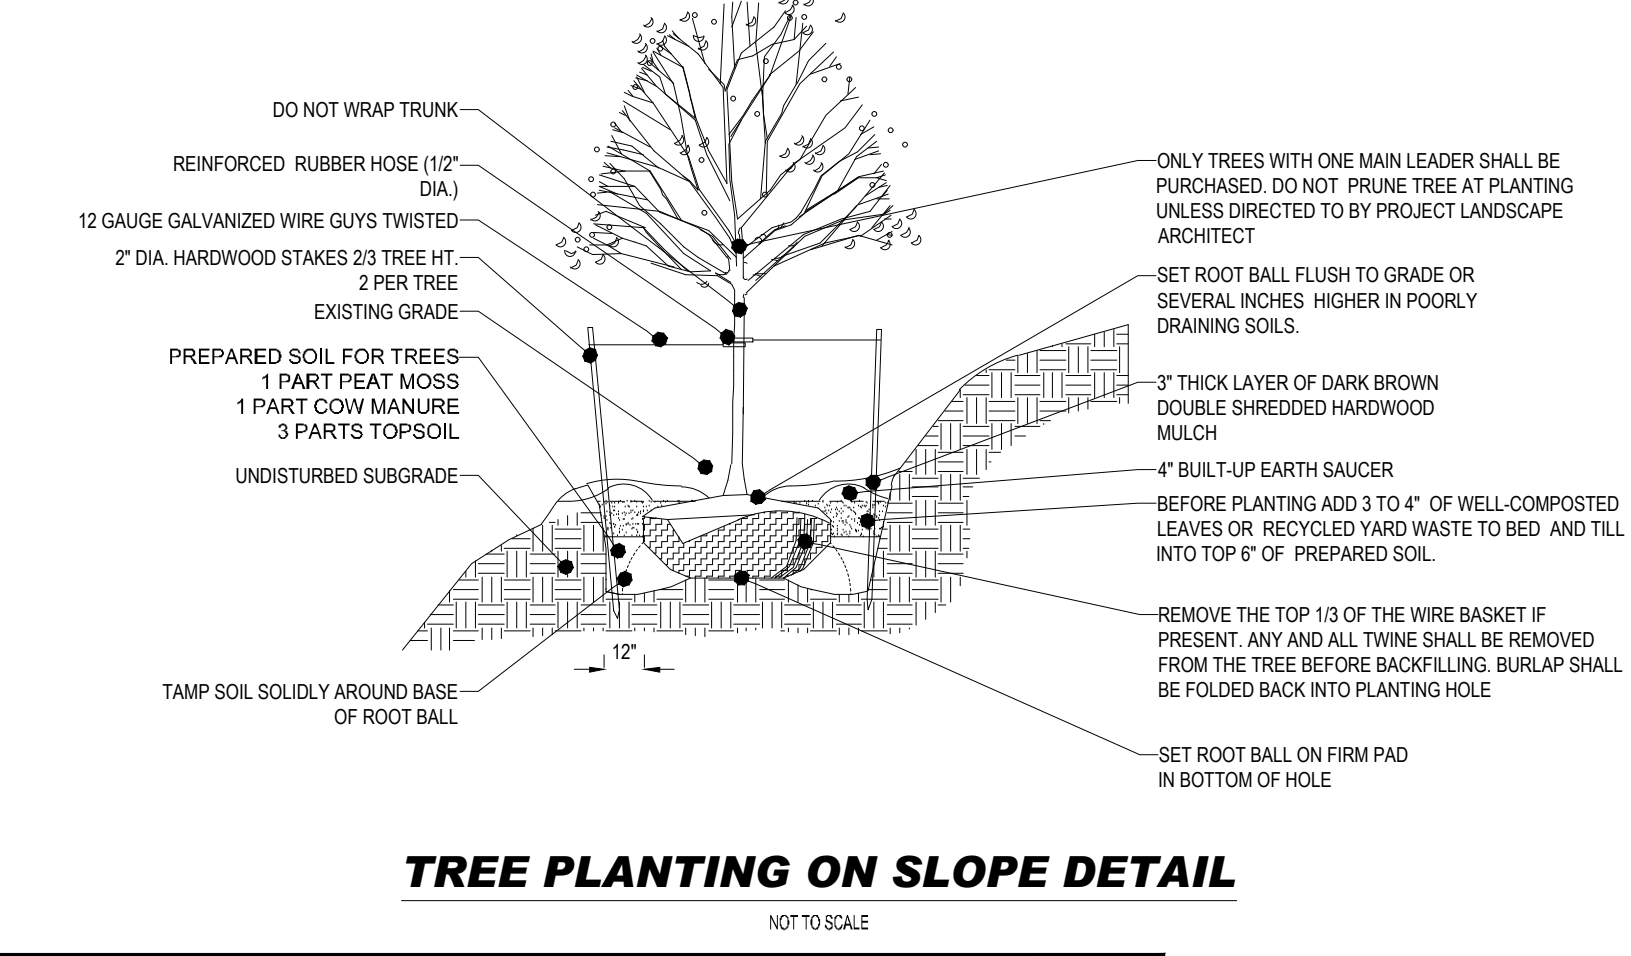 DO NOT WRAP TRUNK
REINFORCED RUBBER HOSE (1/2"
DIA.)
12 GAUGE GALVANIZED WIRE GUYS TWISTED
2" DIA. HARDWOOD STAKES 2/3 TREE HT.
2 PER TREE
EXISTING GRADE
PREPARED SOIL FOR TREES
1 PART PEAT MOSS
1 PART COW MANURE
3 PARTS TOPSOIL
UNDISTURBED SUBGRADE
12"
TAMP SOIL SOLIDLY AROUND BASE
OF ROOT BALL
ONLY TREES WITH ONE MAIN LEADER SHALL BE
PURCHASED. DO NOT PRUNE TREE AT PLANTING
UNLESS DIRECTED TO BY PROJECT LANDSCAPE
ARCHITECT
SET ROOT BALL FLUSH TO GRADE OR
SEVERAL INCHES HIGHER IN POORLY
DRAINING SOILS.
3" THICK LAYER OF DARK BROWN
DOUBLE SHREDDED HARDWOOD
MULCH
4" BUILT-UP EARTH SAUCER
BEFORE PLANTING ADD 3 TO 4" OF WELL-COMPOSTED
LEAVES OR RECYCLED YARD WASTE TO BED AND TILL
INTO TOP 6" OF PREPARED SOIL.
REMOVE THE TOP 1/3 OF THE WIRE BASKET IF
PRESENT. ANY AND ALL TWINE SHALL BE REMOVED
FROM THE TREE BEFORE BACKFILLING. BURLAP SHALL
BE FOLDED BACK INTO PLANTING HOLE
SET ROOT BALL ON FIRM PAD
IN BOTTOM OF HOLE
TREE PLANTING ON SLOPE DETAIL
NOT TO SCALE